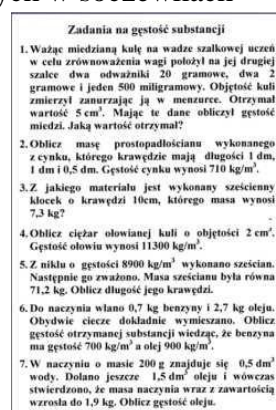 Zadania na gęstość substancji
1. Ważąc miedzianą kulę na wadze szalkowej uczeń
w celu zrównoważenia wagi położył na jej drugiej
szalce dwa odważniki 20 gramowe, dwa 2
gramowe i jeden 500 miligramowy. Objętość kuli
zmierzył zanurzając ją w menzurce. Otrzymał
wartość 5 cm³. Mając te dane obliczył gęstość
miedzi. Jaką wartość otrzymał?
2. Oblicz masę prostopadłościanu wykonanego
z cynku, którego krawędzie mają długości 1 dm,
1 dm i 0,5 dm. Gęstość cynku wynosi 710 kg/m³.
3. Z jakiego materiału jest wykonany sześcienny
klocek o krawędzi 10cm, którego masa wynosi
7,3 kg?
4. Oblicz ciężar ołowianej kuli o objętości 2 cm³.
Gęstość ołowiu wynosi 11300 kg/m³.
5. Z niklu o gęstości 8900 kg/m³ wykonano sześcian.
Następnie go zważono. Masa sześcianu była równa
71,2 kg. Oblicz długość jego krawędzi.
6. Do naczynia wlano 0,7 kg benzyny i 2,7 kg oleju.
Obydwie ciecze dokładnie wymieszano. Oblicz
gęstość otrzymanej substancji wiedząc, że benzyna
ma gęstość 700 kg/m³ a olej 900 kg/m³.
7. W naczyniu o masie 200 g znajduje się 0,5 dm³
wody. Dolano jeszcze 1,5 dm³ oleju i wówczas
stwierdzono, że masa naczynia wraz z zawartością
wzrosła do 1,9 kg. Oblicz gęstość oleju.